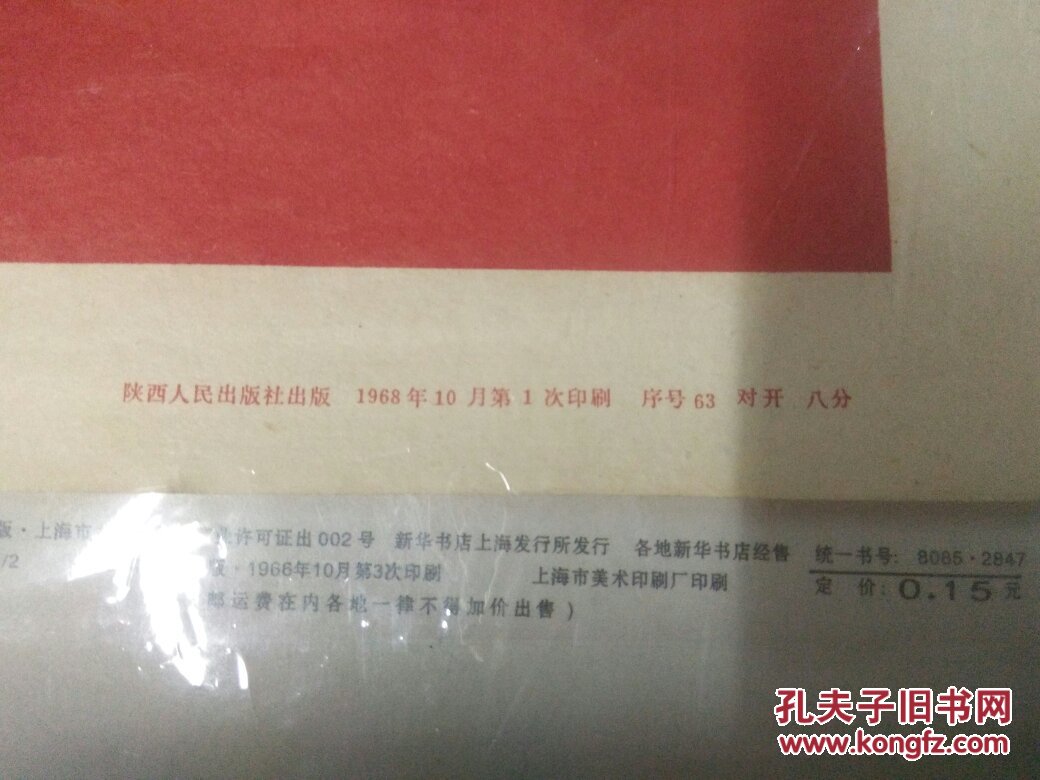 陕西人民出版社出版 1968年10月第1次印刷 序号63 对开 八分
版·上海市 业许可证出002号 新华书店上海发行所发行 各地新华书店经售 统一书号: 8085·2847
/2 版·1966年10月第3次印刷 上海市美术印刷厂印刷 定 价: 0.15元
邮运费在内各地一律不得加价出售)
孔夫子旧书网
www.kongfz.com